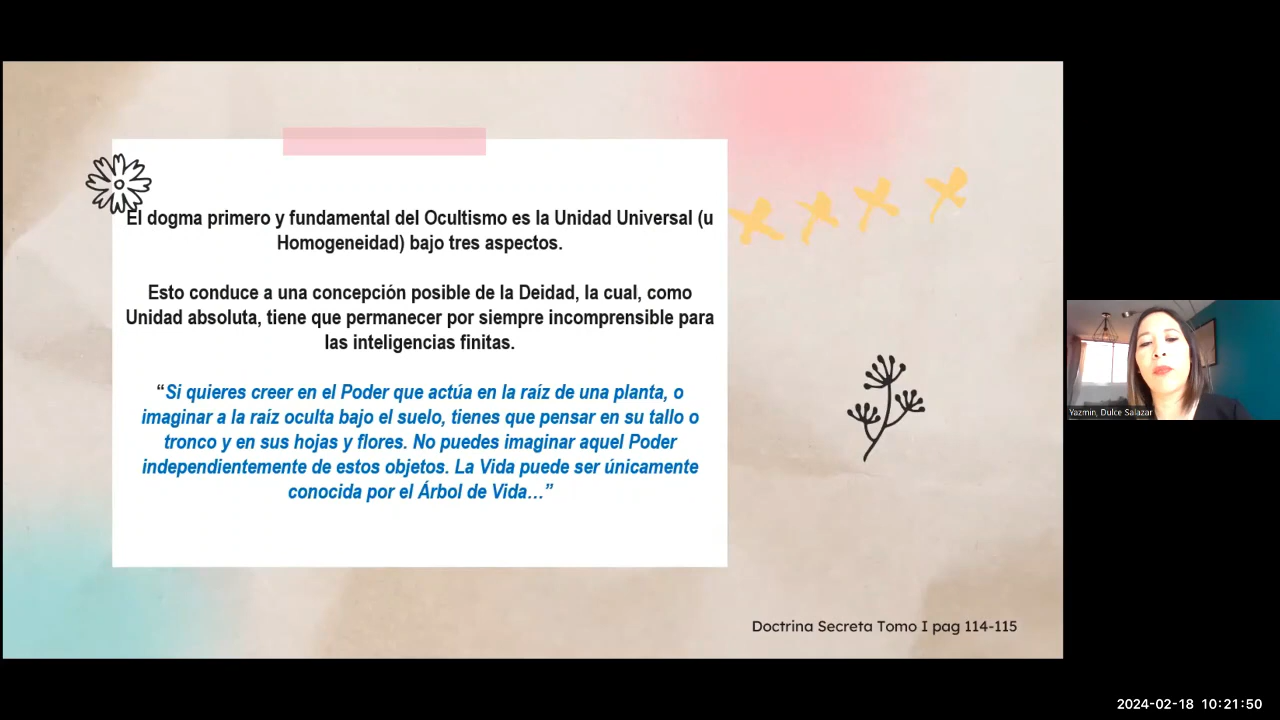 El dogma primero y fundamental del Ocultismo es la Unidad Universal (u
Homogeneidad) bajo tres aspectos.
Esto conduce a una concepción posible de la Deidad, la cual, como
Unidad absoluta, tiene que permanecer por siempre incomprensible para
las inteligencias finitas.
“Si quieres creer en el Poder que actúa en la raíz de una planta, o
imaginar a la raíz oculta bajo el suelo, tienes que pensar en su tallo o
tronco y en sus hojas y flores. No puedes imaginar aquel Poder
independientemente de estos objetos. La Vida puede ser únicamente
conocida por el Árbol de Vida…”
Doctrina Secreta Tomo I pag 114-115
Yazmin, Dulce Salazar
2024-02-18 10:21:50